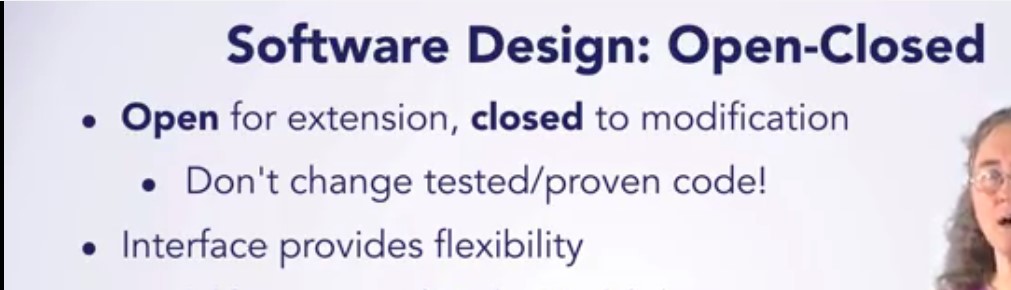 Software Design: Open-Closed
• Open for extension, closed to modification
• Don't change tested/proven code!
• Interface provides flexibility